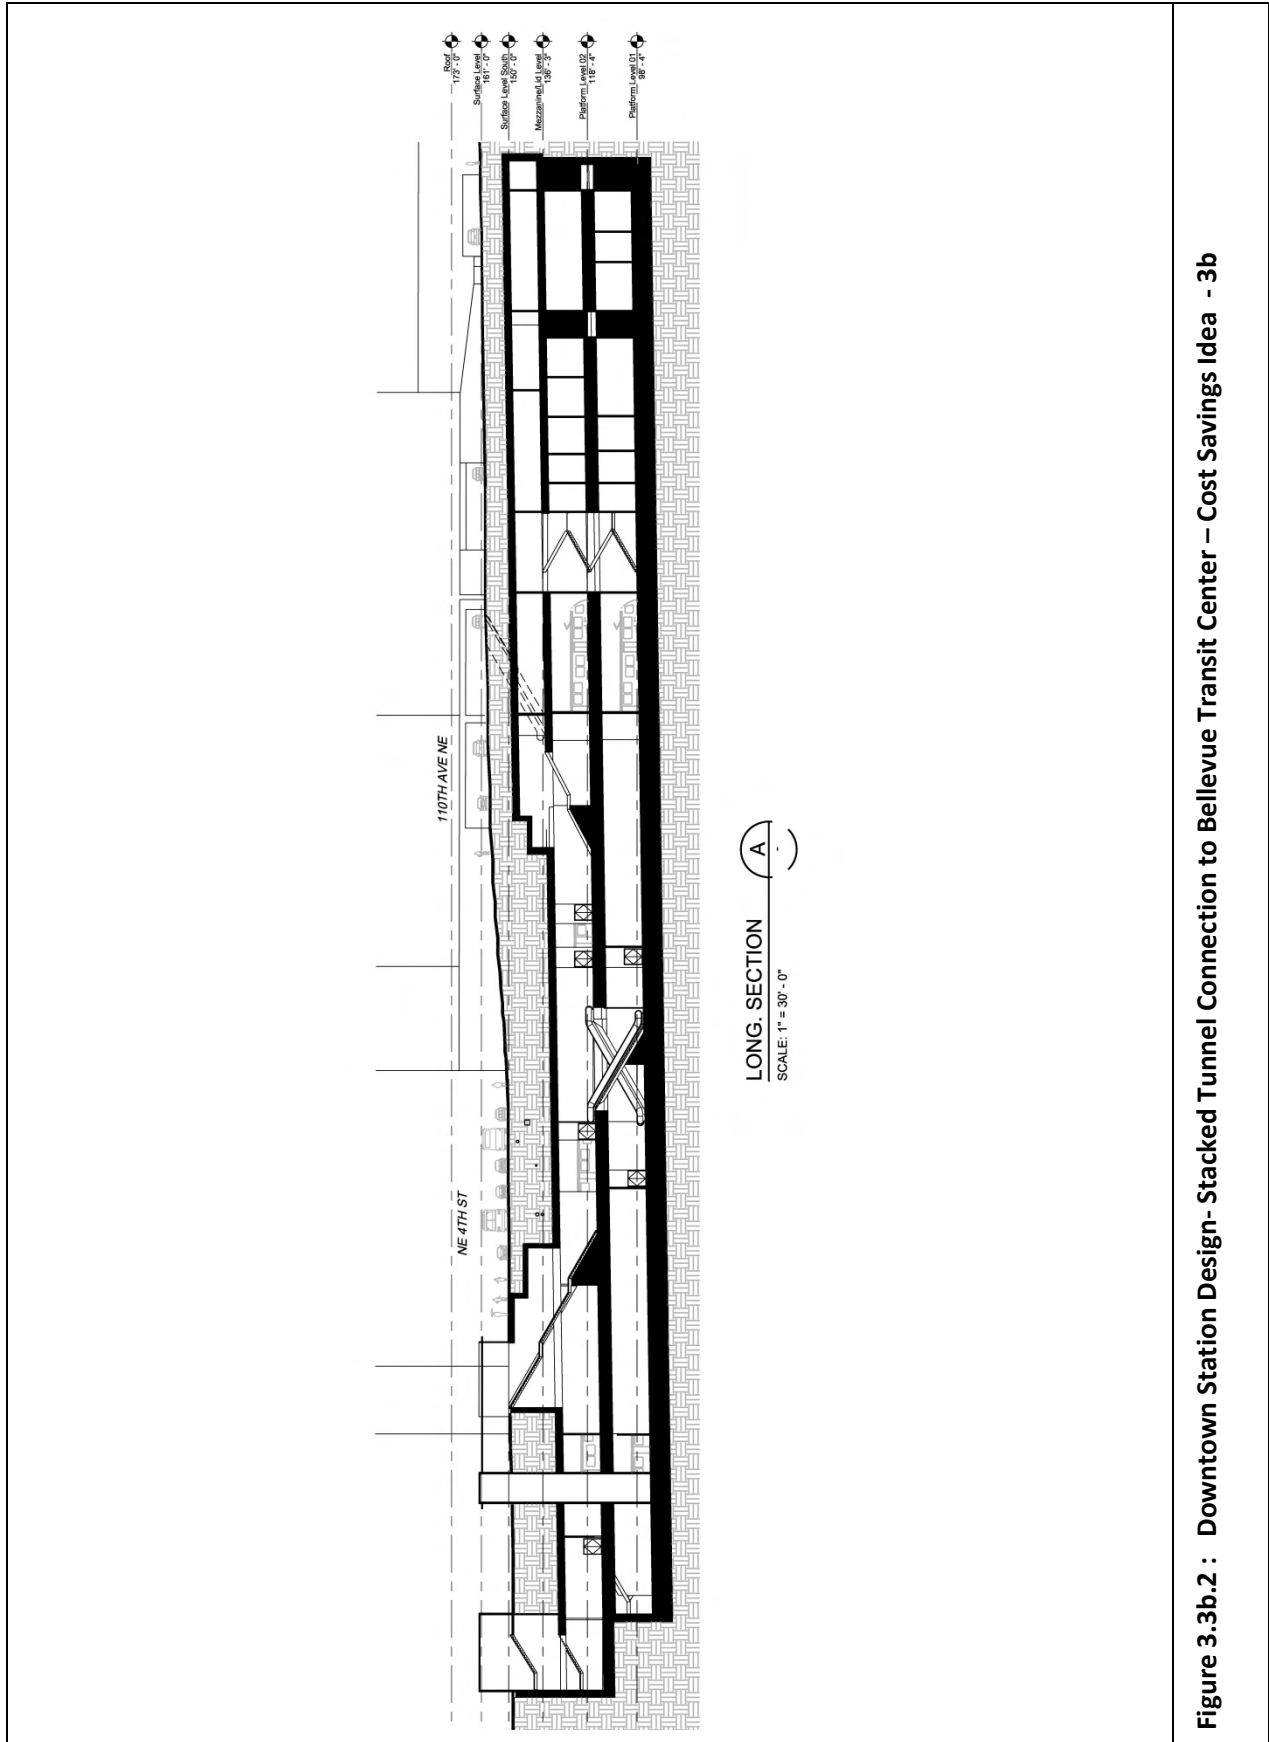 Roof
173' - 0"
Surface Level
161' - 0"
Surface Level South
150' - 0"
Mezzanine/Lid Level
136' - 3"
Platform Level 02
118' - 4"
Platform Level 01
98' - 4"
110TH AVE NE
NE 4TH ST
LONG. SECTION
SCALE: 1" = 30' - 0"
A
-
Figure 3.3b.2 : Downtown Station Design- Stacked Tunnel Connection to Bellevue Transit Center – Cost Savings Idea - 3b